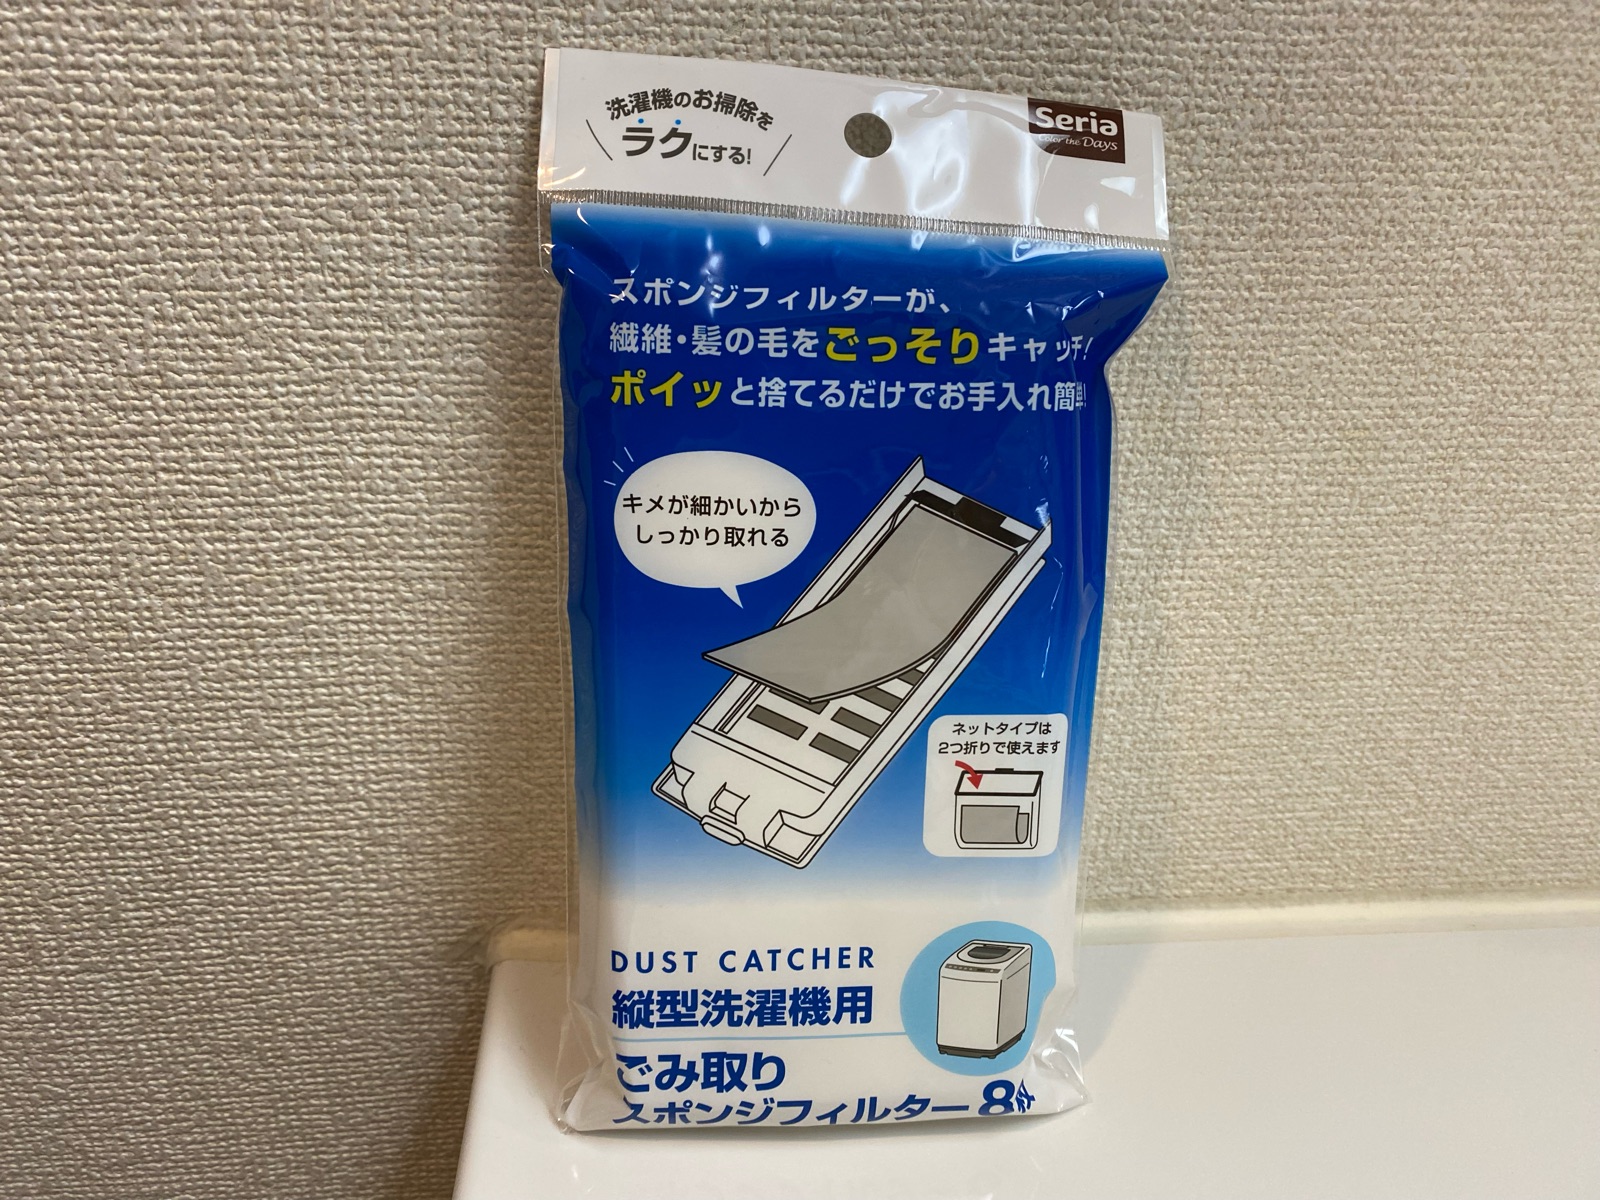 洗濯機のお掃除を
ラクにする!
Seria
Color the Days
スポンジフィルターが、
繊維・髪の毛をごっそりキャッチ!
ポイッと捨てるだけでお手入れ簡単!
キメが細かいから
しっかり取れる
ネットタイプは
2つ折りで使えます
DUST CATCHER
縦型洗濯機用
ごみ取り
スポンジフィルター 8枚